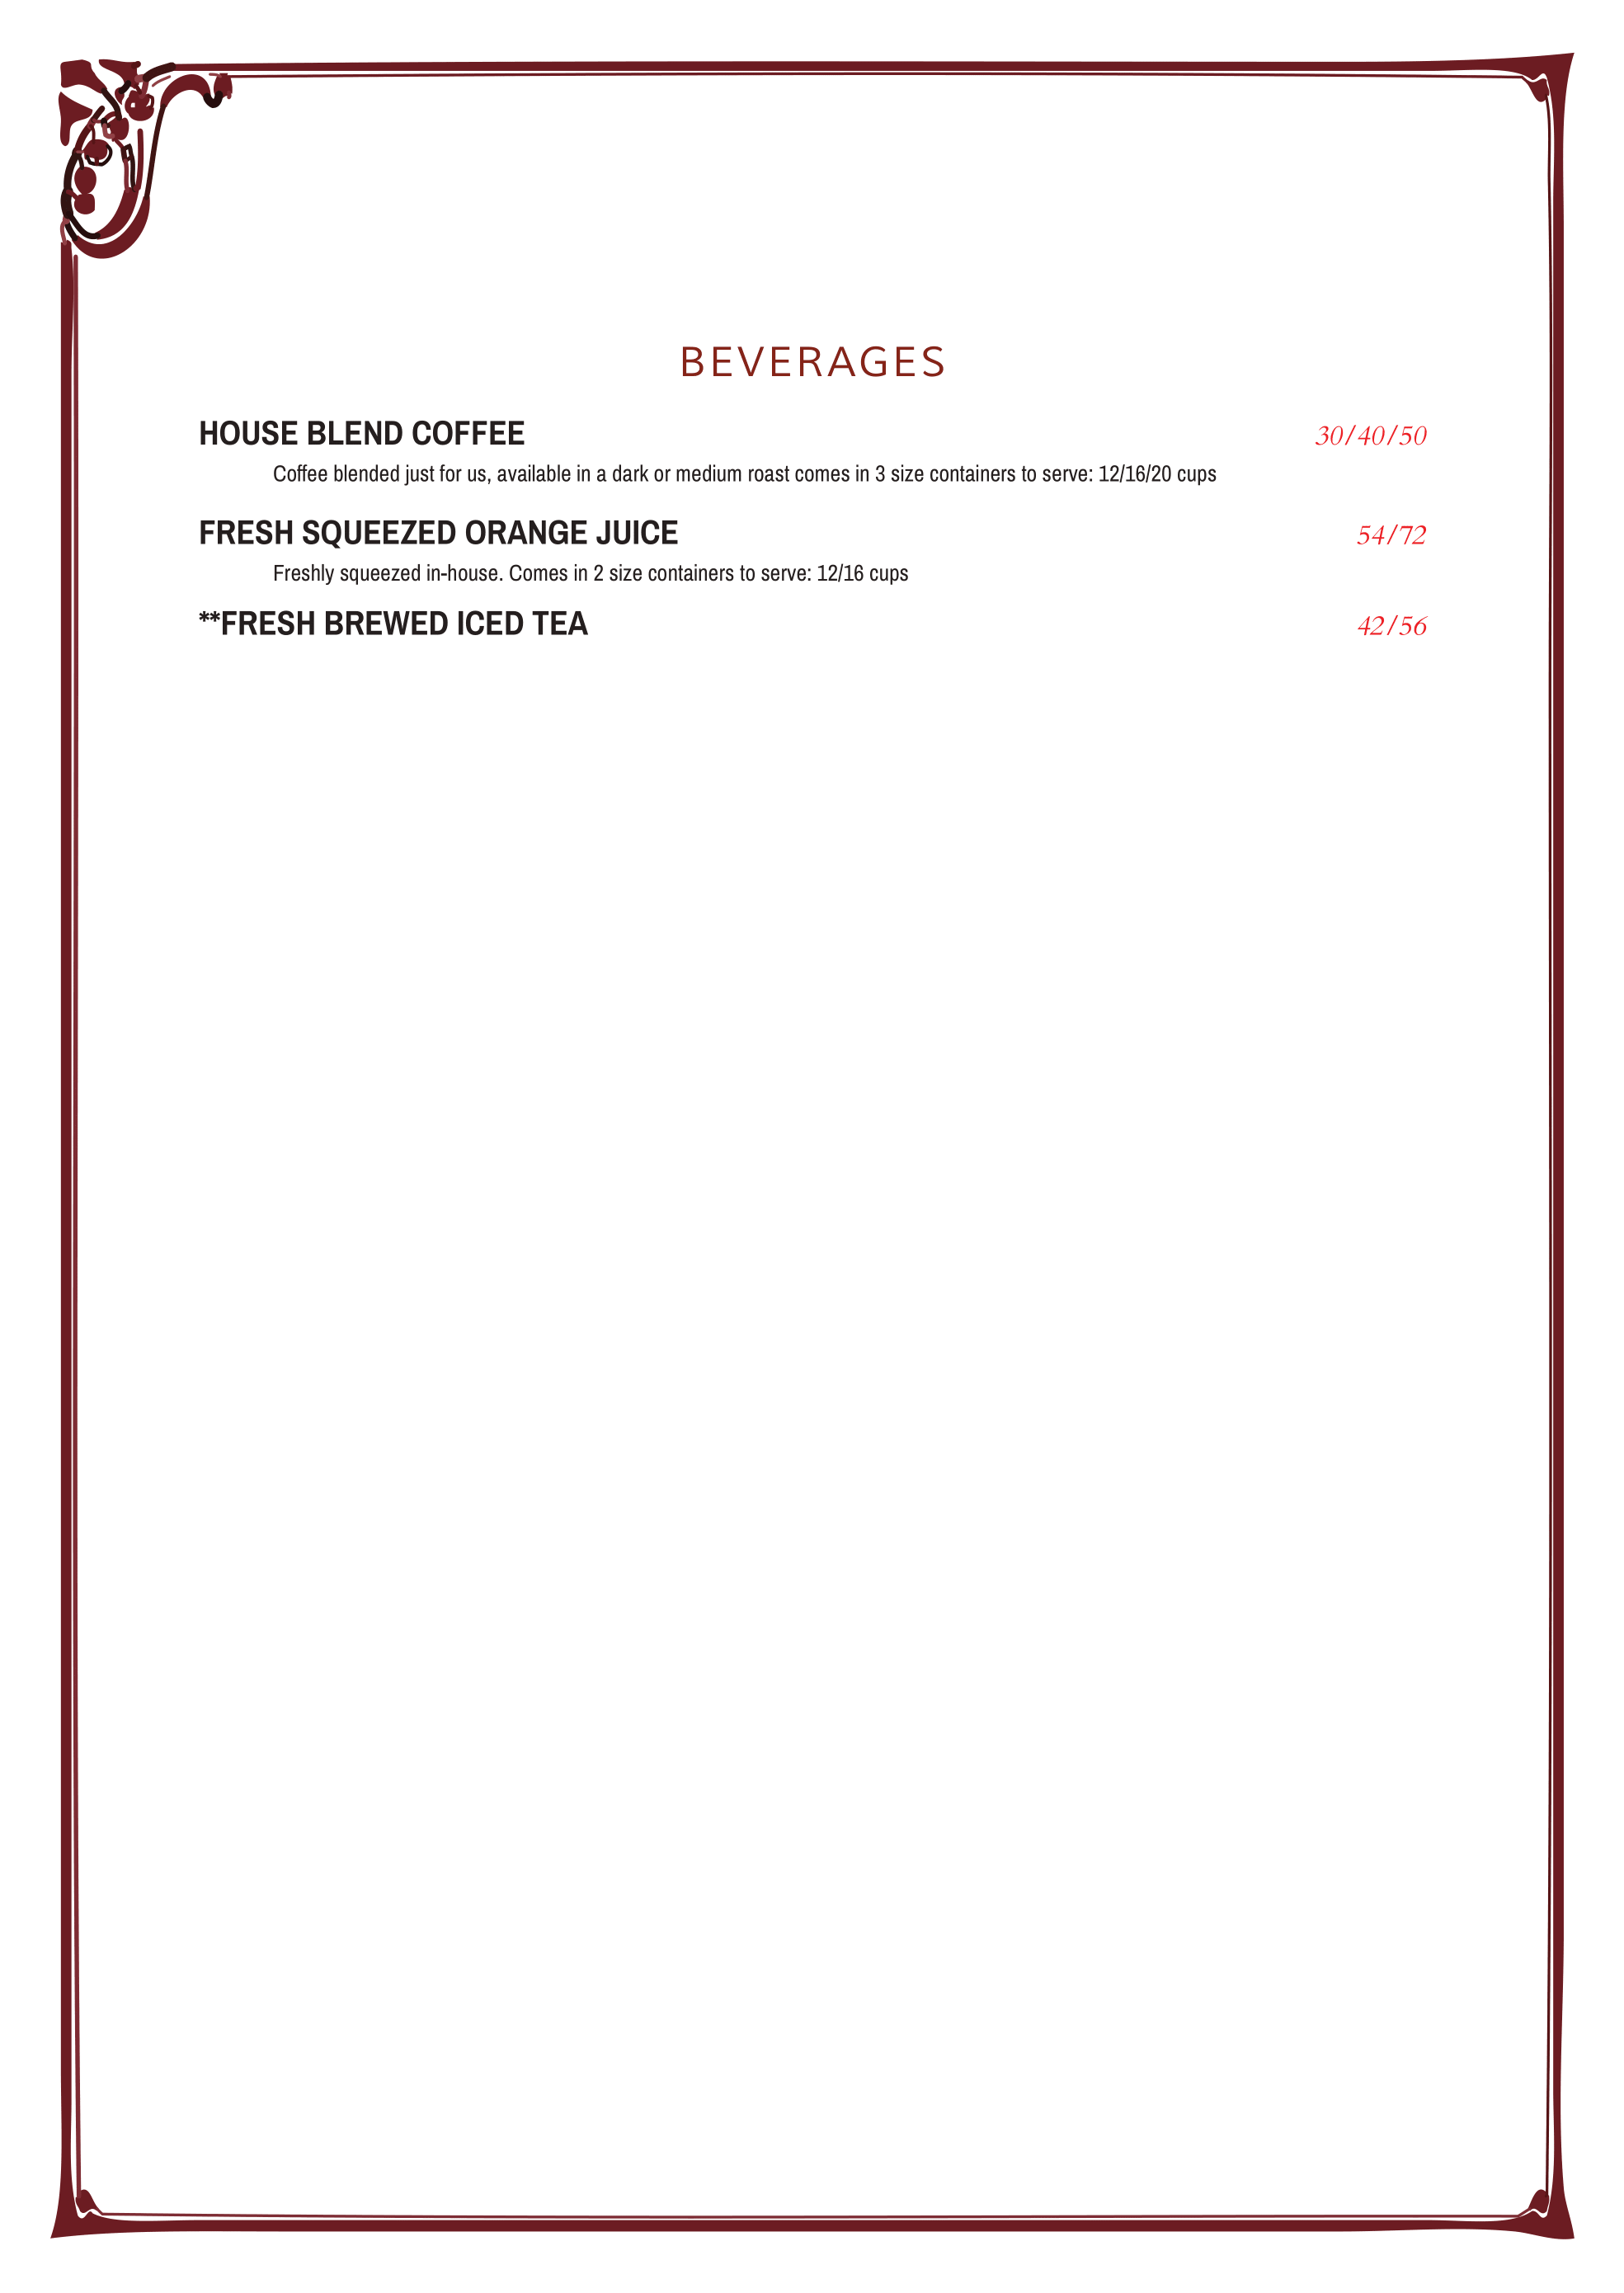 BEVERAGES
HOUSE BLEND COFFEE 30/40/50
Coffee blended just for us, available in a dark or medium roast comes in 3 size containers to serve: 12/16/20 cups
FRESH SQUEEZED ORANGE JUICE 54/72
Freshly squeezed in-house. Comes in 2 size containers to serve: 12/16 cups
**FRESH BREWED ICED TEA 42/56